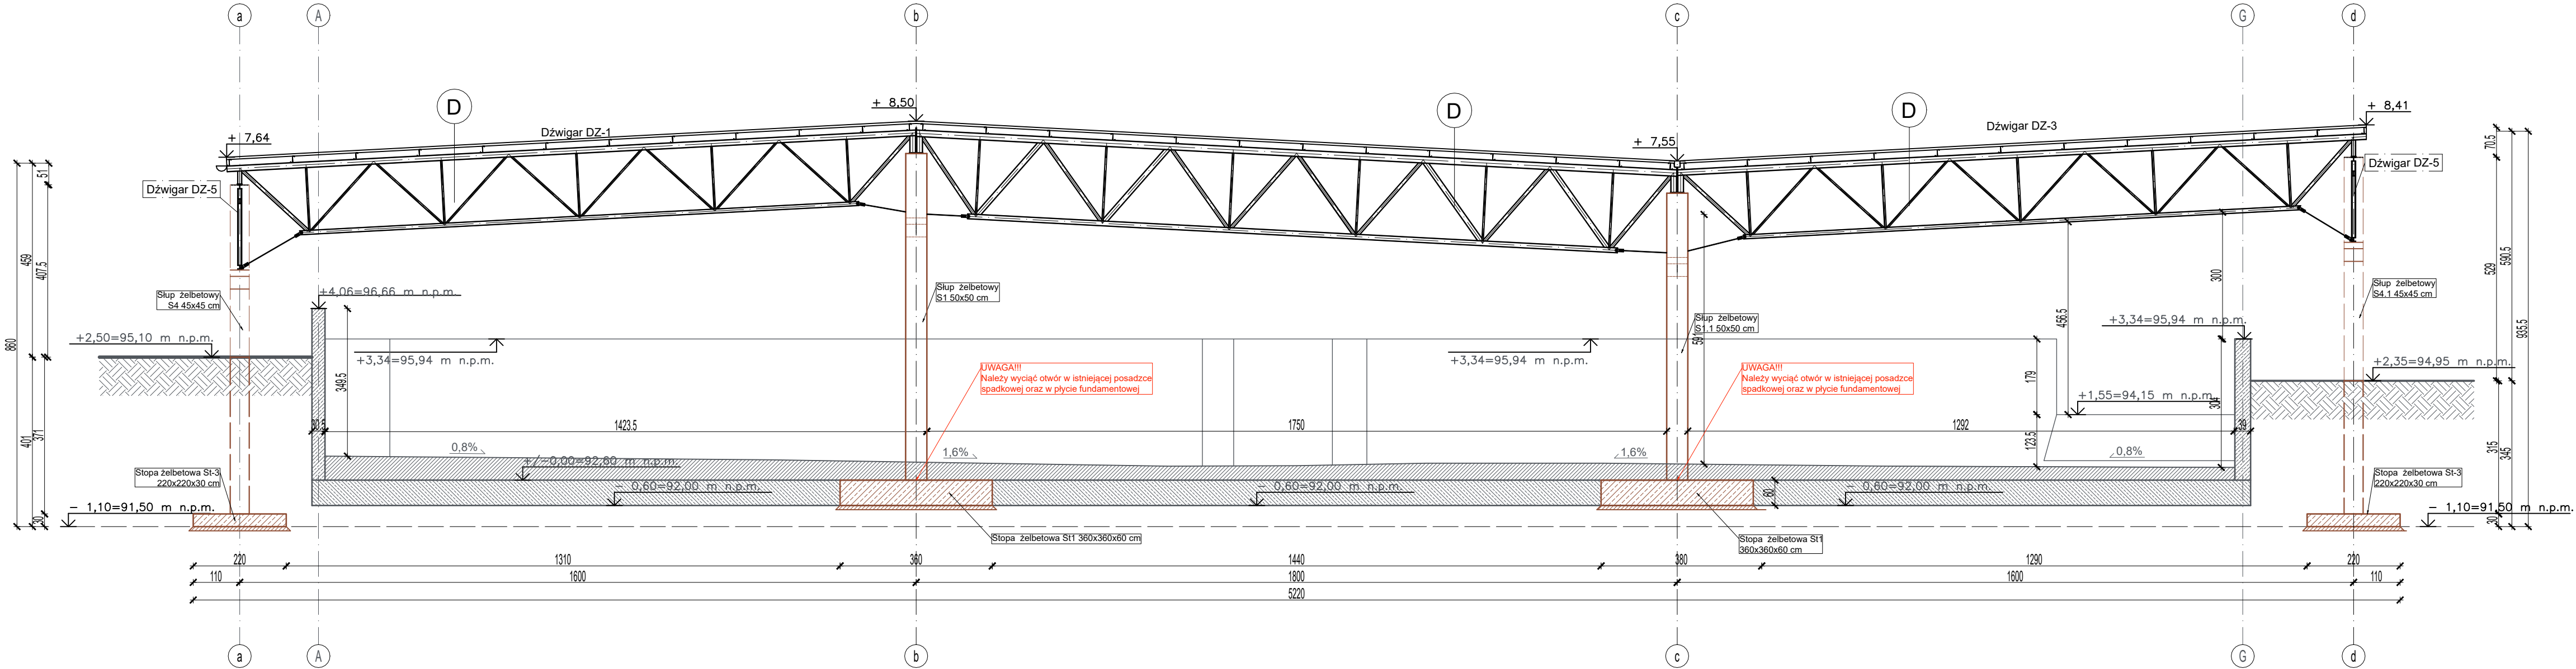 a
A
b
c
G
d
D
D
D
+ 8,50
+ 8,41
Dźwigar DZ-1
Dźwigar DZ-3
+ 7,64
+ 7,55
Dźwigar DZ-5
Dźwigar DZ-5
51
459
407.5
860
401
371
30
70.5
590.5
935.5
529
315
345
30
Słup żelbetowy
S4 45x45 cm
+4,06=96,66 m n.p.m.
Słup żelbetowy
S1 50x50 cm
Słup żelbetowy
S1.1 50x50 cm
Słup żelbetowy
S4.1 45x45 cm
300
456.5
591
+2,50=95,10 m n.p.m.
+3,34=95,94 m n.p.m.
+3,34=95,94 m n.p.m.
+3,34=95,94 m n.p.m.
+2,35=94,95 m n.p.m.
349.5
UWAGA!!!
Należy wyciąć otwór w istniejącej posadzce
spadkowej oraz w płycie fundamentowej
UWAGA!!!
Należy wyciąć otwór w istniejącej posadzce
spadkowej oraz w płycie fundamentowej
179
+1,55=94,15 m n.p.m.
304
1423.5
1750
1292
39
123.5
0,8%
1,6%
1,6%
0,8%
+/-0,00=92,60 m n.p.m.
Stopa żelbetowa St-3
220x220x30 cm
Stopa żelbetowa St-3
220x220x30 cm
- 0,60=92,00 m n.p.m.
- 0,60=92,00 m n.p.m.
- 0,60=92,00 m n.p.m.
60
- 1,10=91,50 m n.p.m.
- 1,10=91,50 m n.p.m.
Stopa żelbetowa St1 360x360x60 cm
Stopa żelbetowa St1
360x360x60 cm
220
1310
360
1440
380
1290
220
110
1600
1800
1600
110
5220
a
A
b
c
G
d